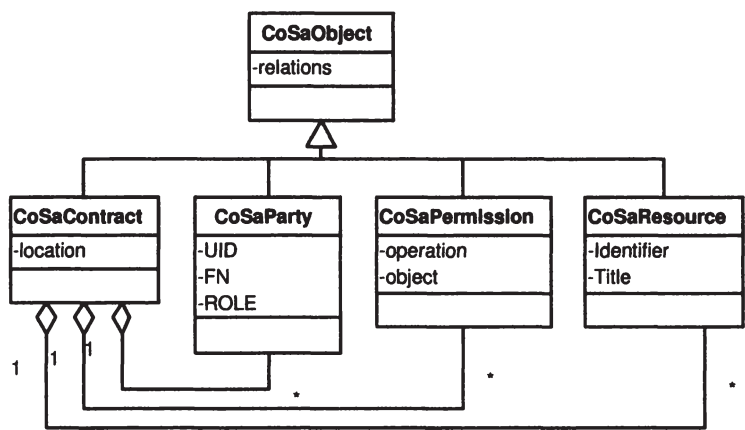 CoSaObject
-relations
CoSaContract
-location
CoSaParty
-UID
-FN
-ROLE
CoSaPermission
-operation
-object
CoSaResource
-Identifier
-Title
1
1
1
*
*
*